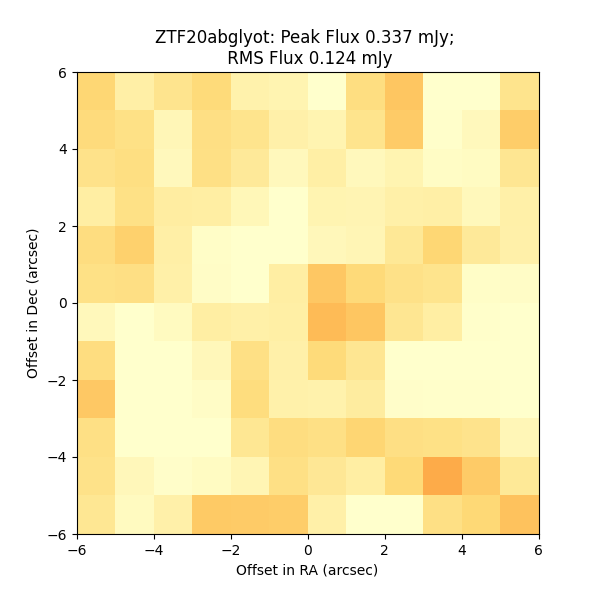 ZTF20abglyot: Peak Flux 0.337 mJy;
RMS Flux 0.124 mJy
6
4
2
0
−2
−4
−6
Offset in Dec (arcsec)
−6 −4 −2 0 2 4 6
Offset in RA (arcsec)